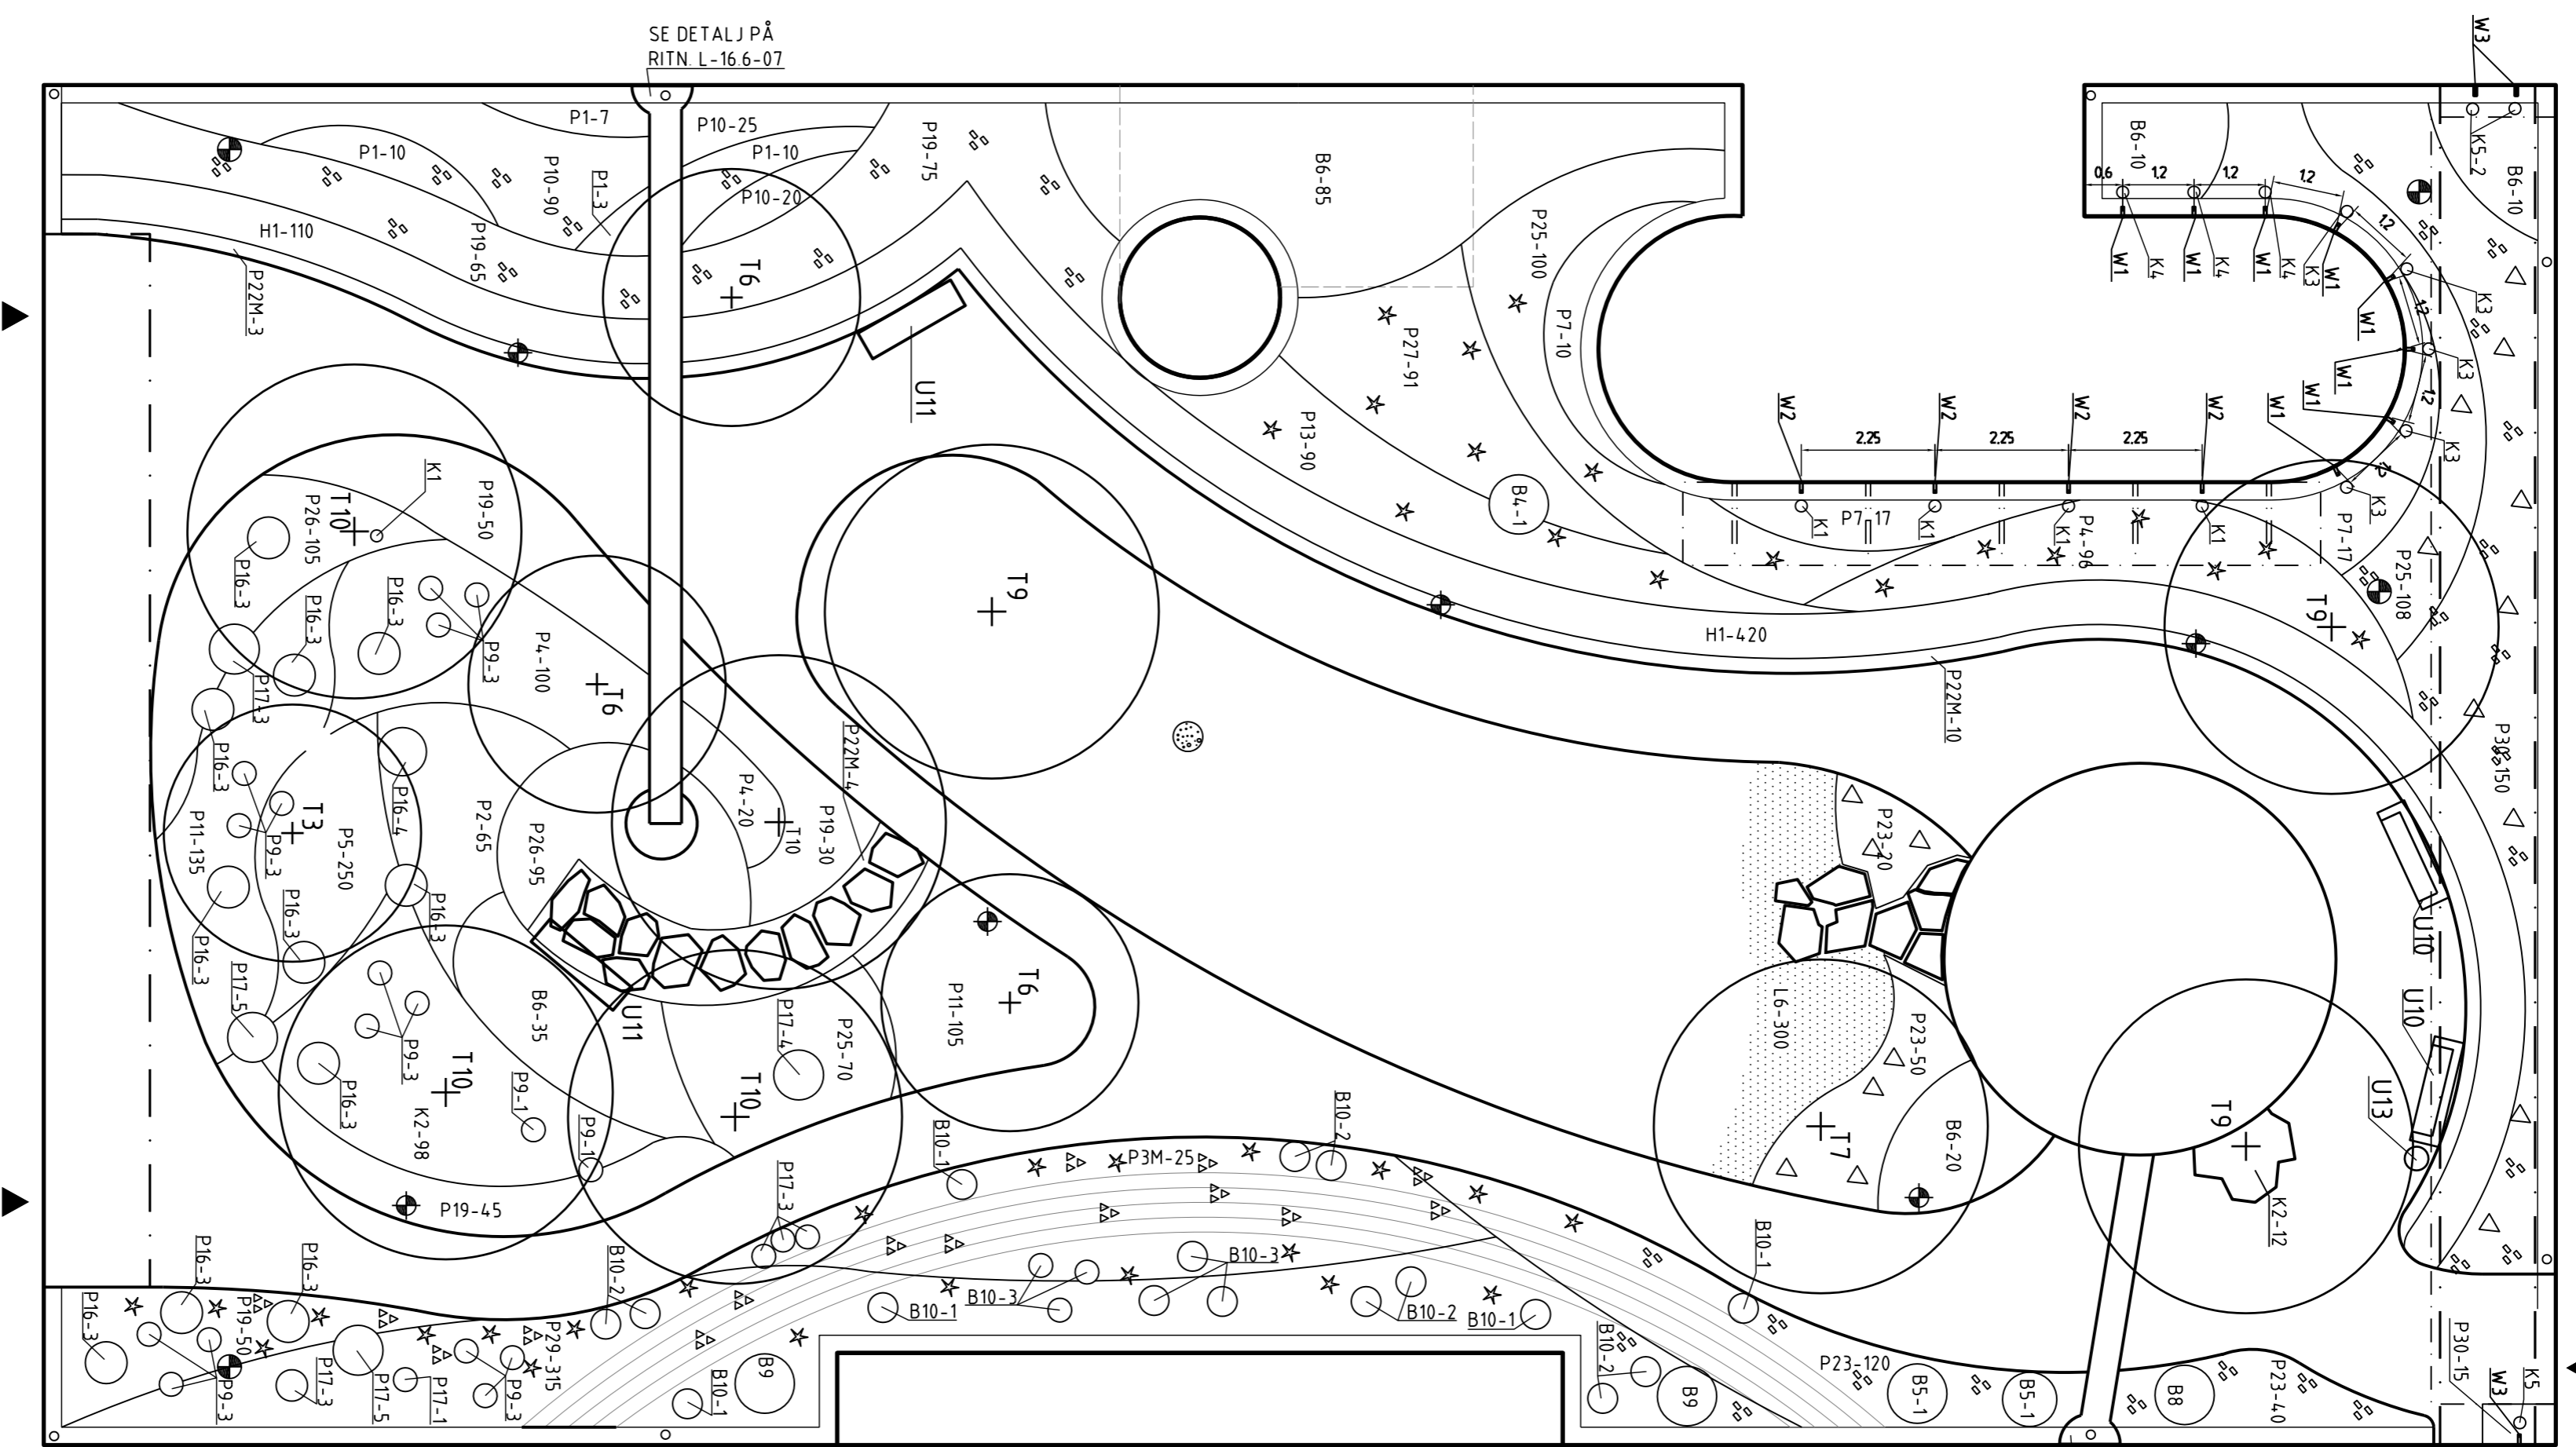 SE DETALJ PÅ
RITN. L-16.6-07
W3
P1-7
P10-25
P1-10
P1-10
P10-90
P1-3
P10-20
P19-75
B6-85
B6-10
K5-2
B6-10
0.6
1.2
1.2
1.2
1.2
1.2
1.2
1.2
H1-110
P19-65
P22M-3
T6
P25-100
W1
K4
W1
K4
W1
K4
K3
W1
K3
W1
K3
W1
W1
K3
K3
U11
P27-91
P7-10
P13-90
W2
W2
W2
W2
W1
2.25
2.25
2.25
B4-1
K1
P19-50
T10
P26-105
P16-3
P16-3
P16-3
P9-3
P4-100
T6
T9
K1
P7-17
K1
K1
P4-96
K1
P7-17
P25-108
T9
H1-420
P22M-10
P17-3
P16-3
P16-4
P22M-4
P30-150
T3
P9-3
P11-135
P5-250
P2-65
P26-95
P4-20
T10
P19-30
P23-20
P16-3
P16-3
P16-3
P17-5
U10
U11
B6-35
P17-4
P25-70
P11-105
T6
L6-300
P23-50
U10
U13
P9-3
T10
P16-3
K2-98
P9-1
P9-1
T10
B10-1
B10-2
T7
B6-20
T9
K2-12
P3M-25
P17-3
P19-45
P16-3
P16-3
B10-2
B10-3
B10-3
B10-1
B10-2
B10-1
B10-1
P16-3
P19-50
P29-315
P9-3
P17-3
P17-5
P17-1
P9-3
B10-1
B9
B10-2
B9
P23-120
B5-1
B5-1
B8
P23-40
P30-15
W3
K5